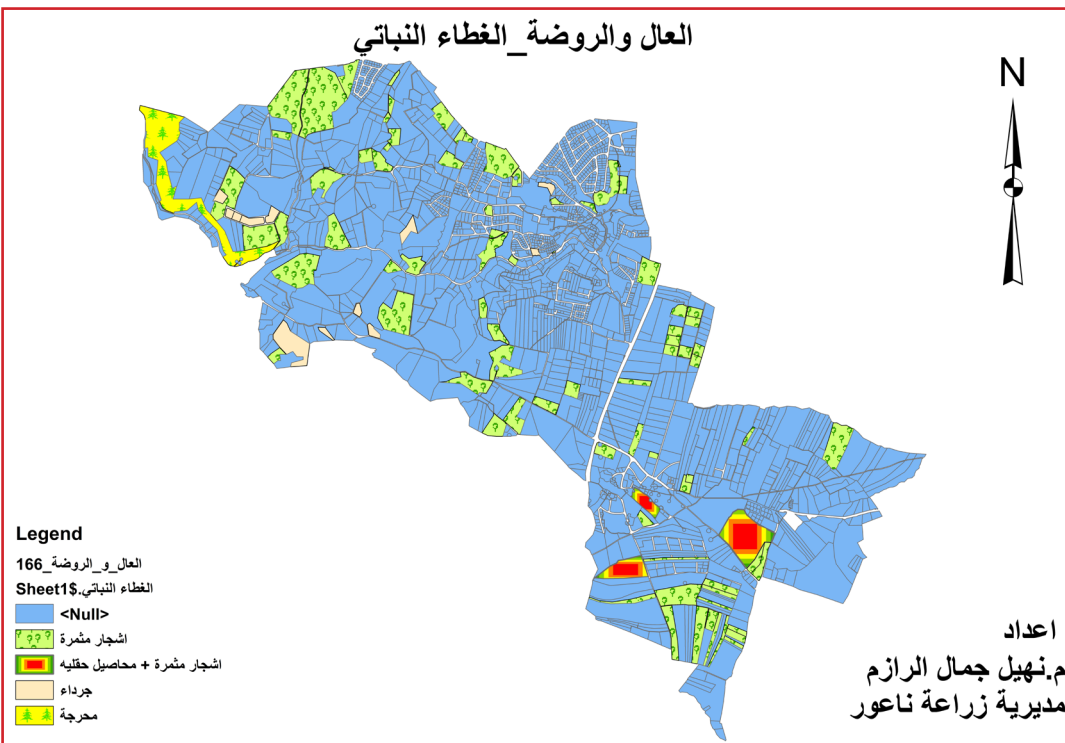 العال والروضة_الغطاء النباتي
N
Legend
العال_و_الروضة_166
الغطاء النباتي.Sheet1$
<Null>
اشجار مثمرة
اشجار مثمرة + محاصيل حقليه
جرداء
محرجة
اعداد
م.نهيل جمال الرازم
مديرية زراعة ناعور